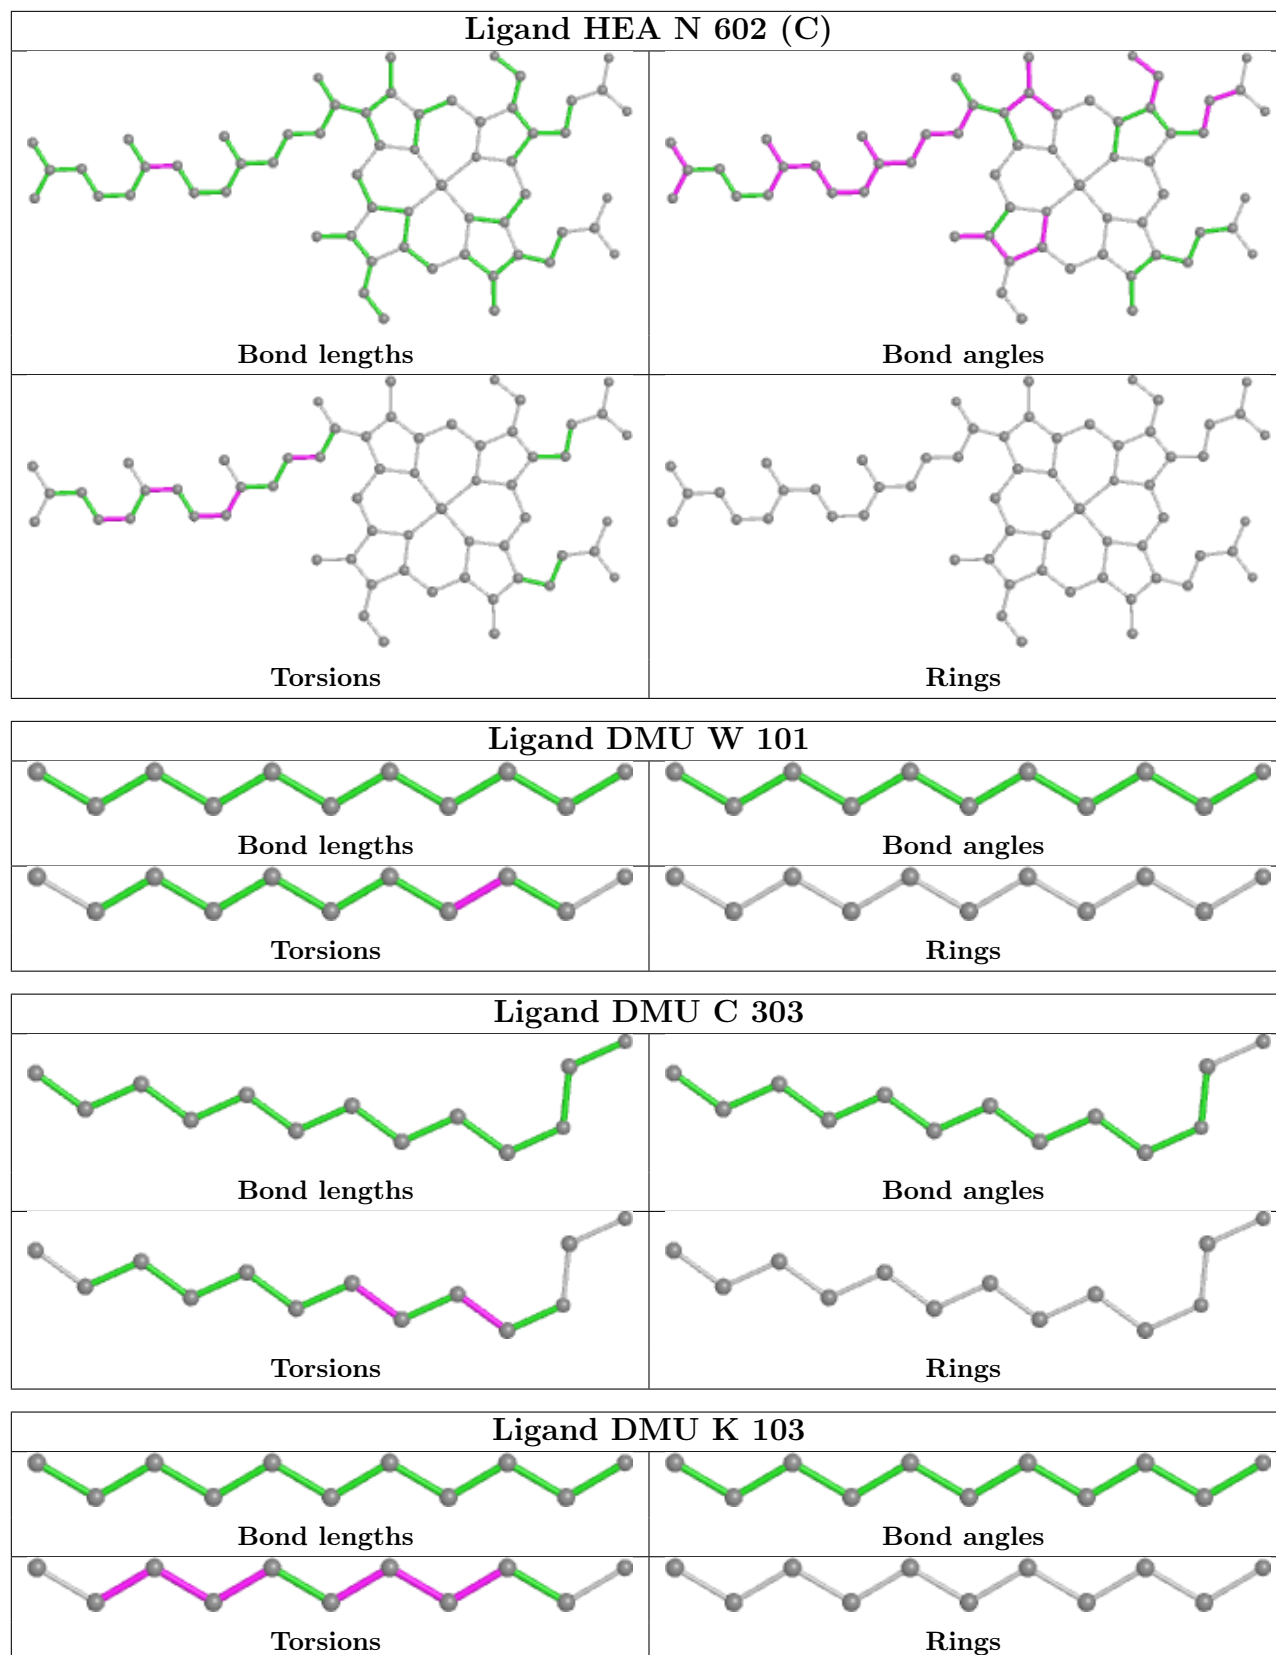 Ligand HEA N 602 (C)
Bond lengths
Bond angles
Torsions
Rings
Ligand DMU W 101
Bond lengths
Bond angles
Torsions
Rings
Ligand DMU C 303
Bond lengths
Bond angles
Torsions
Rings
Ligand DMU K 103
Bond lengths
Bond angles
Torsions
Rings